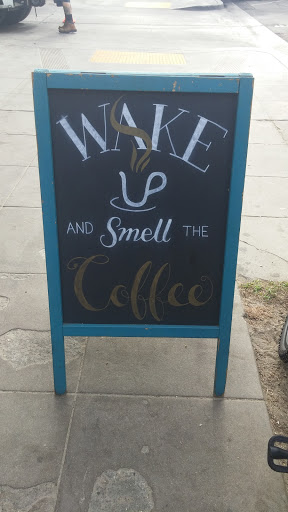 WAKE
UP
AND Smell THE
Coffee